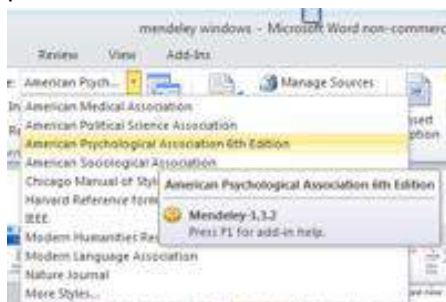 mendeley windows - Microsoft Word non-commerc
Review View Add-Ins
American Psych... Manage Sources
American Medical Association
American Political Science Association
American Psychological Association 6th Edition
American Sociological Association
Chicago Manual of Styl
American Psychological Association 6th Edition
Harvard Reference form
IEEE
Mendeley-1.3.2
Press F1 for add-in help.
Modern Humanities Res
Modern Language Association
Nature Journal
More Styles...